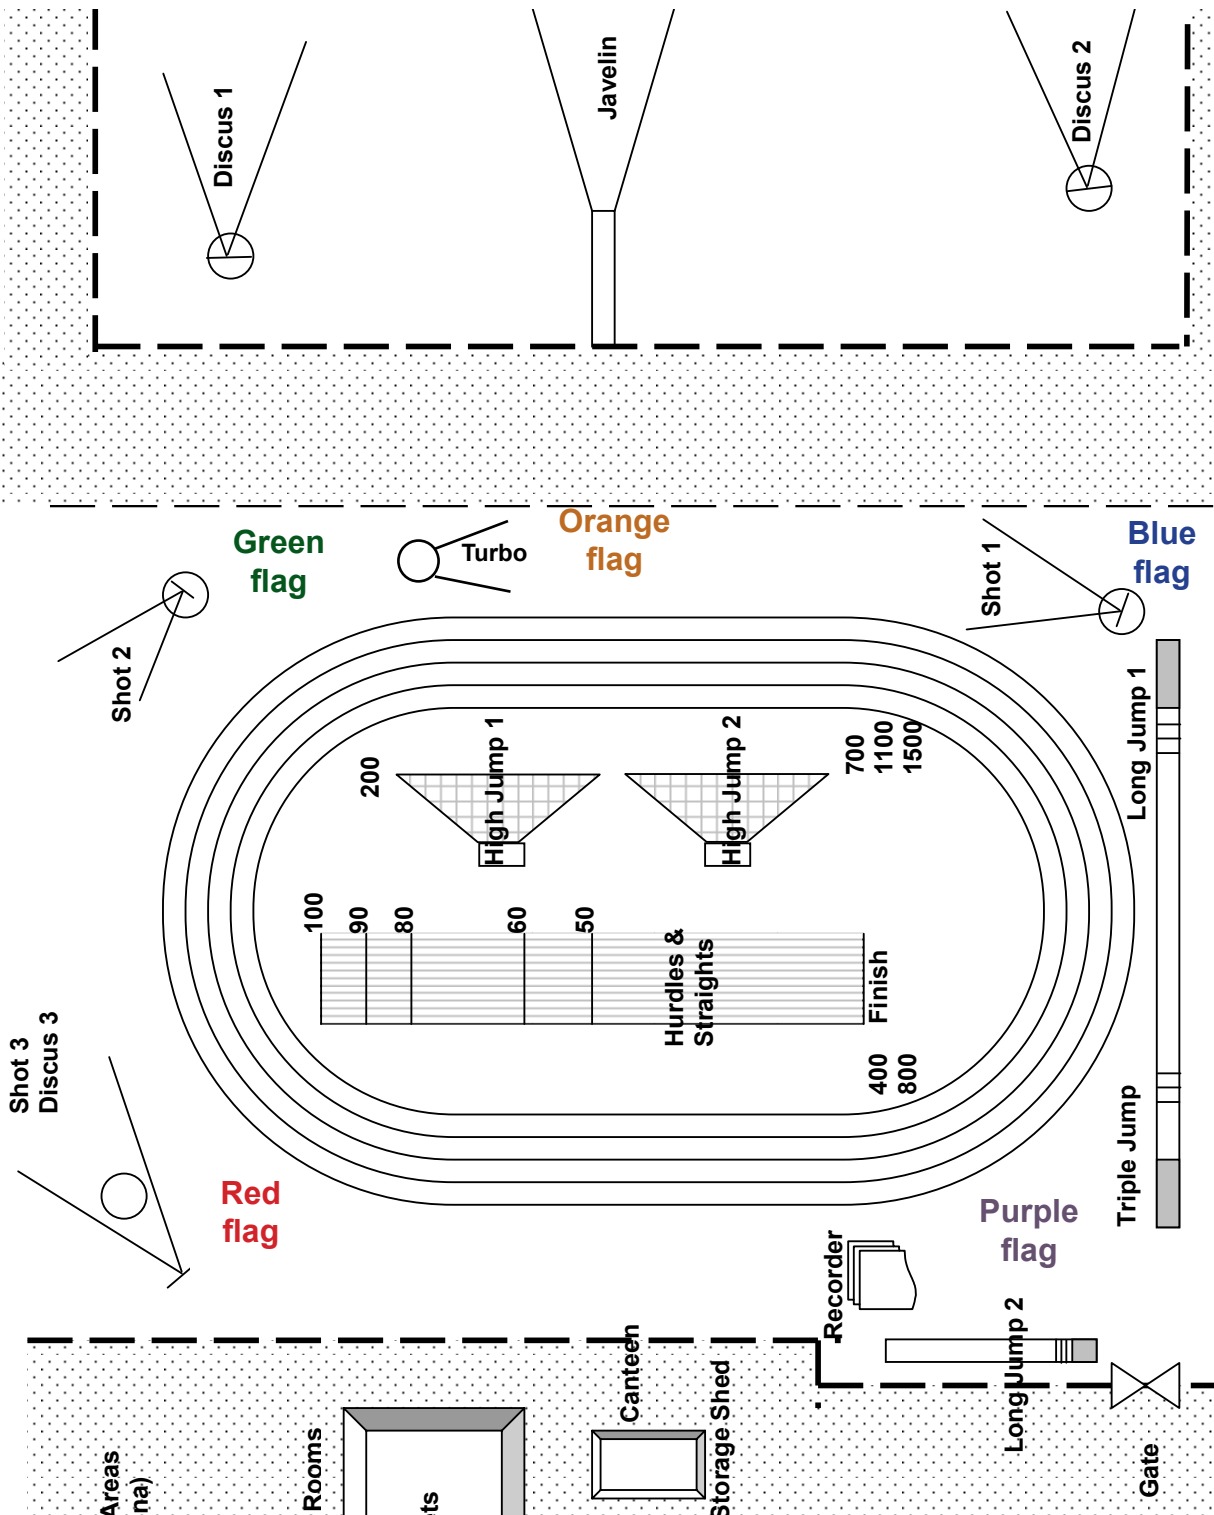 Discus 1
Javelin
Discus 2
Green
flag
Turbo
Orange
flag
Shot 1
Blue
flag
Shot 2
200
High Jump 1
High Jump 2
700
1100
1500
Long Jump 1
100
90
80
60
50
Hurdles &
Straights
Finish
400
800
Shot 3
Discus 3
Red
flag
Triple Jump
Purple
flag
Recorder
Long Jump 2
Canteen
Storage Shed
Gate
Areas
na)
Rooms
ts